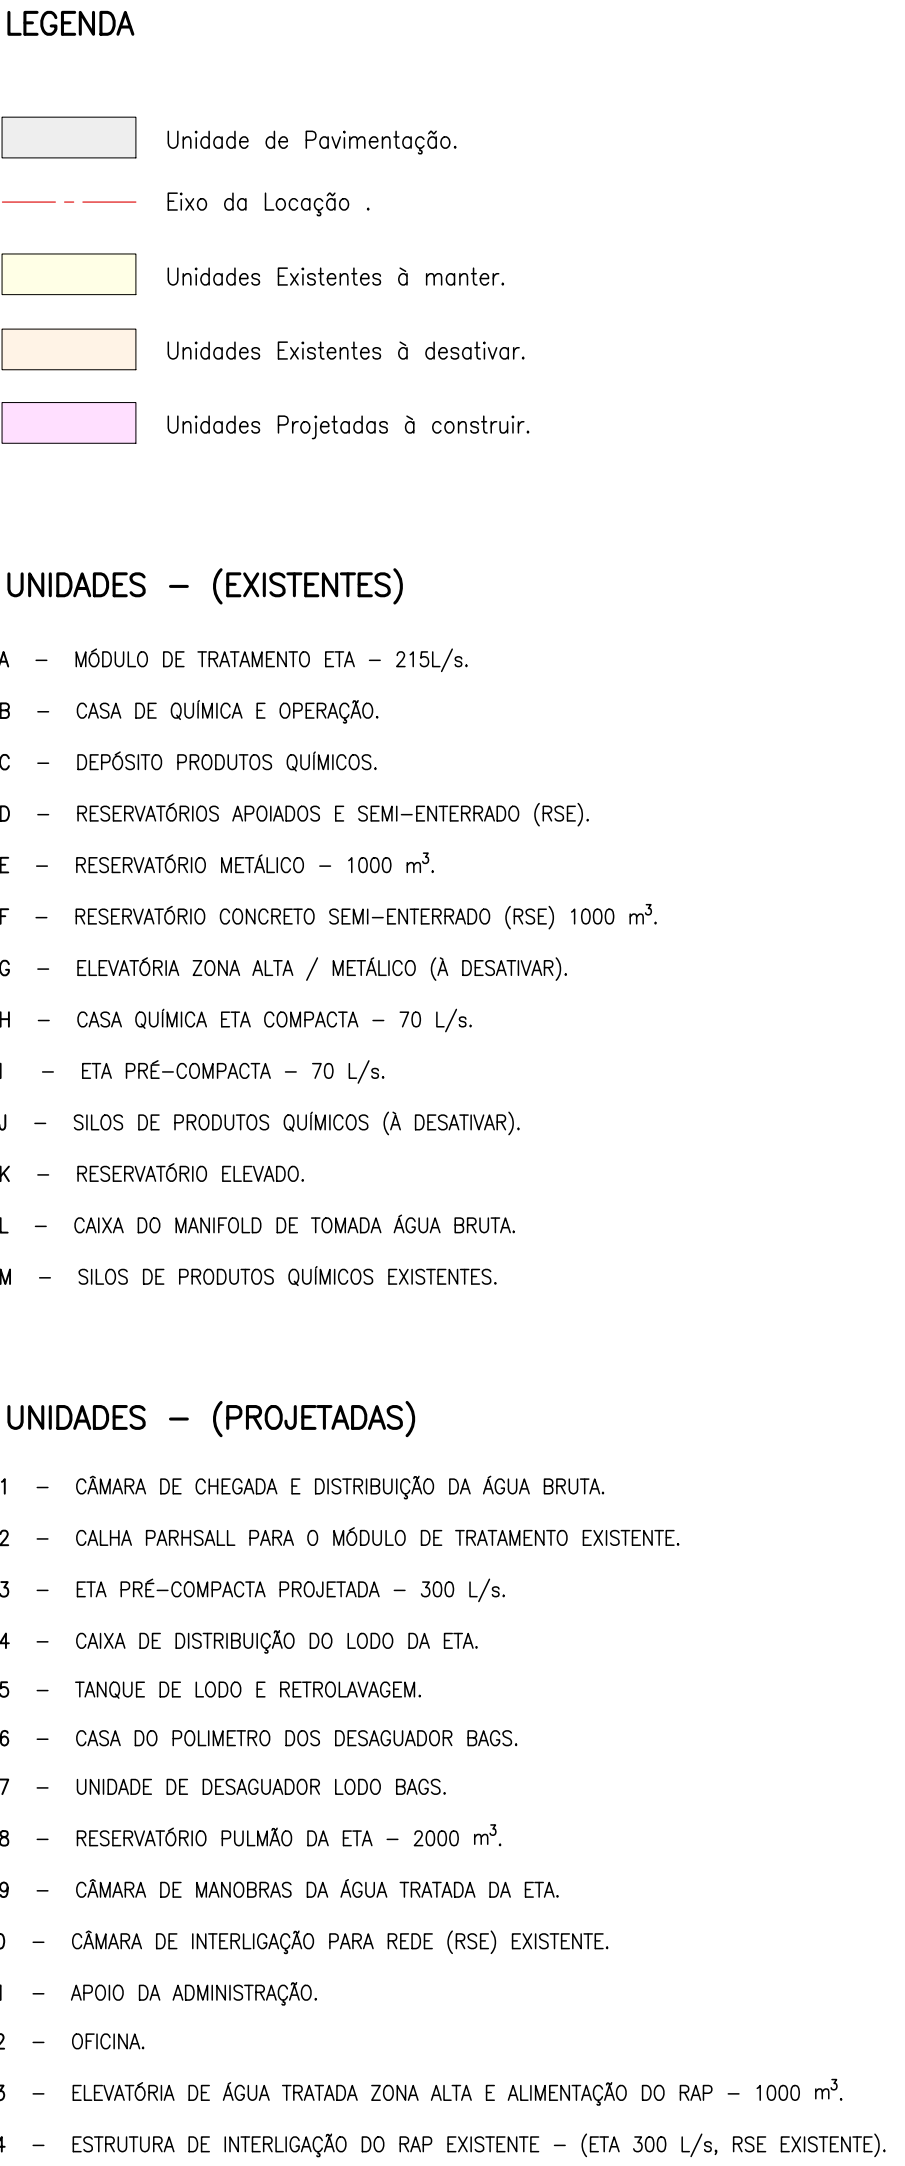 LEGENDA
Unidade de Pavimentação.
Eixo da Locação .
Unidades Existentes à manter.
Unidades Existentes à desativar.
Unidades Projetadas à construir.
UNIDADES - (EXISTENTES)
A - MÓDULO DE TRATAMENTO ETA - 215L/s.
B - CASA DE QUÍMICA E OPERAÇÃO.
C - DEPÓSITO PRODUTOS QUÍMICOS.
D - RESERVATÓRIOS APOIADOS E SEMI-ENTERRADO (RSE).
E - RESERVATÓRIO METÁLICO - 1000 m³.
F - RESERVATÓRIO CONCRETO SEMI-ENTERRADO (RSE) 1000 m³.
G - ELEVATÓRIA ZONA ALTA / METÁLICO (À DESATIVAR).
H - CASA QUÍMICA ETA COMPACTA - 70 L/s.
I - ETA PRÉ-COMPACTA - 70 L/s.
J - SILOS DE PRODUTOS QUÍMICOS (À DESATIVAR).
K - RESERVATÓRIO ELEVADO.
L - CAIXA DO MANIFOLD DE TOMADA ÁGUA BRUTA.
M - SILOS DE PRODUTOS QUÍMICOS EXISTENTES.
UNIDADES - (PROJETADAS)
1 - CÂMARA DE CHEGADA E DISTRIBUIÇÃO DA ÁGUA BRUTA.
2 - CALHA PARHSALL PARA O MÓDULO DE TRATAMENTO EXISTENTE.
3 - ETA PRÉ-COMPACTA PROJETADA - 300 L/s.
4 - CAIXA DE DISTRIBUIÇÃO DO LODO DA ETA.
5 - TANQUE DE LODO E RETROLAVAGEM.
6 - CASA DO POLIMETRO DOS DESAGUADOR BAGS.
7 - UNIDADE DE DESAGUADOR LODO BAGS.
8 - RESERVATÓRIO PULMÃO DA ETA - 2000 m³.
9 - CÂMARA DE MANOBRAS DA ÁGUA TRATADA DA ETA.
0 - CÂMARA DE INTERLIGAÇÃO PARA REDE (RSE) EXISTENTE.
1 - APOIO DA ADMINISTRAÇÃO.
2 - OFICINA.
3 - ELEVATÓRIA DE ÁGUA TRATADA ZONA ALTA E ALIMENTAÇÃO DO RAP - 1000 m³.
4 - ESTRUTURA DE INTERLIGAÇÃO DO RAP EXISTENTE - (ETA 300 L/s, RSE EXISTENTE).